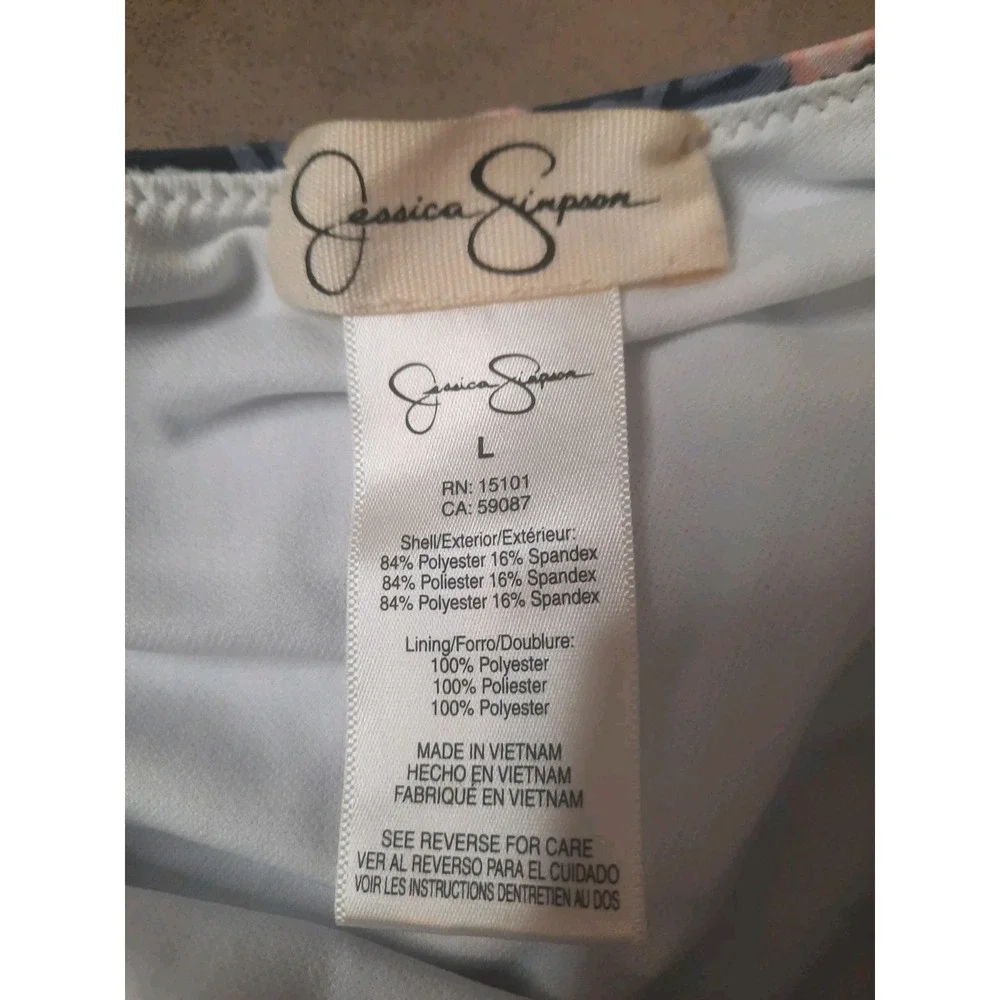 Jessica Simpson
Jessica Simpson
L
RN: 15101
CA: 59087
Shell/Exterior/Extérieur:
84% Polyester 16% Spandex
84% Poliester 16% Spandex
84% Polyester 16% Spandex
Lining/Forro/Doublure:
100% Polyester
100% Poliester
100% Polyester
MADE IN VIETNAM
HECHO EN VIETNAM
FABRIQUÉ EN VIETNAM
SEE REVERSE FOR CARE
VER AL REVERSO PARA EL CUIDADO
VOIR LES INSTRUCTIONS DENTRETIEN AU DOS